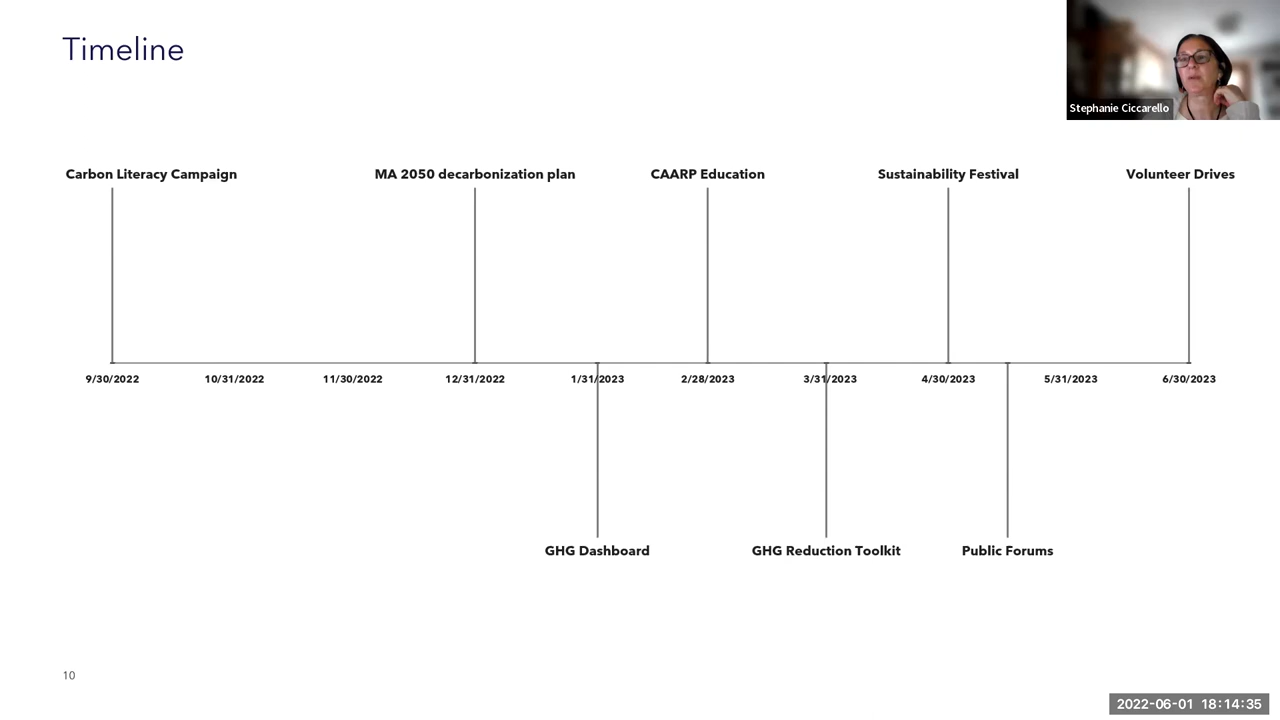 Timeline
Stephanie Ciccarello
Carbon Literacy Campaign
MA 2050 decarbonization plan
CAARP Education
Sustainability Festival
Volunteer Drives
9/30/2022
10/31/2022
11/30/2022
12/31/2022
1/31/2023
2/28/2023
3/31/2023
4/30/2023
5/31/2023
6/30/2023
GHG Dashboard
GHG Reduction Toolkit
Public Forums
10
2022-06-01 18:14:35